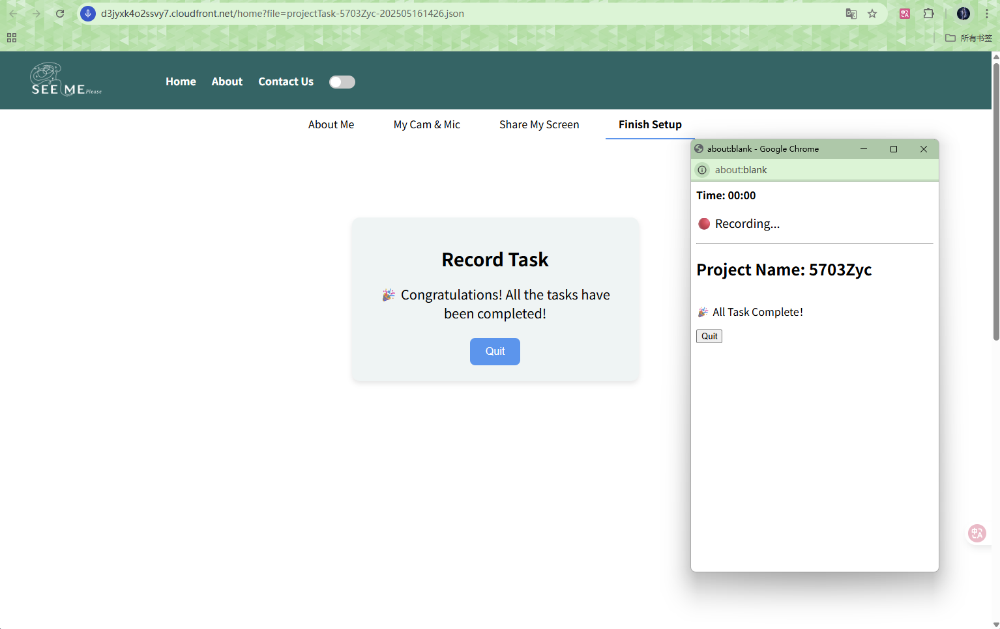 d3jyxk4o2ssvy7.cloudfront.net/home?file=projectTask-5703Zyc-202505161426.json
所有书签
SEE ME Please
Home About Contact Us
About Me My Cam & Mic Share My Screen Finish Setup
Record Task
🎉 Congratulations! All the tasks have
been completed!
Quit
about:blank - Google Chrome
about:blank
Time: 00:00
🔴 Recording...
Project Name: 5703Zyc
🎉 All Task Complete!
Quit